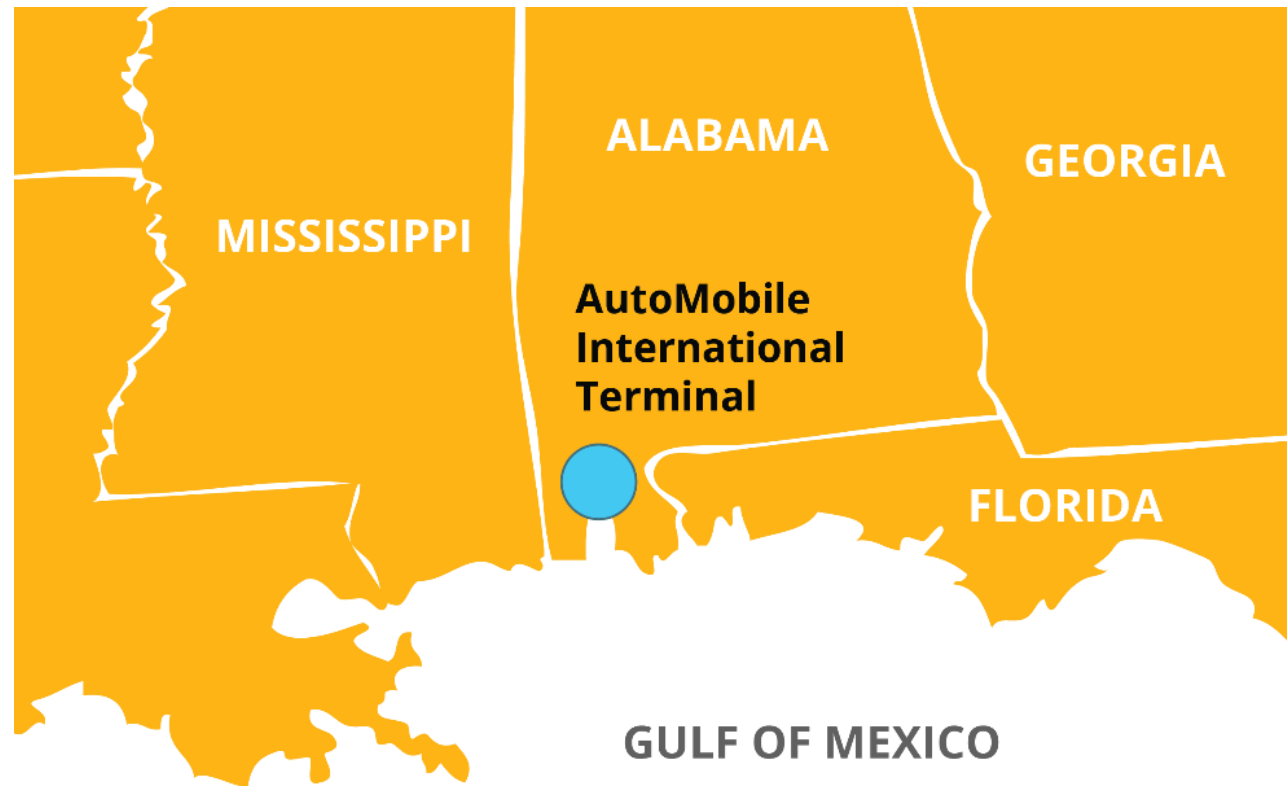 ALABAMA
GEORGIA
MISSISSIPPI
AutoMobile
International
Terminal
FLORIDA
GULF OF MEXICO